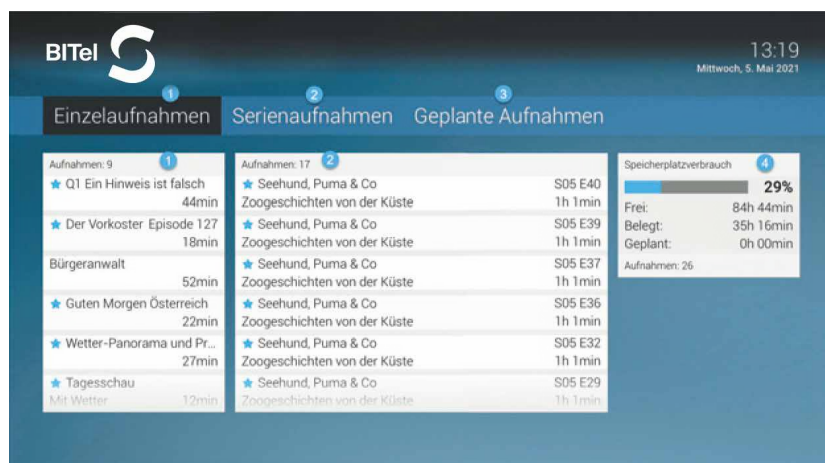 BITel
13:19
Mittwoch, 5. Mai 2021
1 2 3
Einzelaufnahmen Serienaufnahmen Geplante Aufnahmen
Aufnahmen: 9 1
Q1 Ein Hinweis ist falsch
44min
Der Vorkoster Episode 127
18min
Bürgeranwalt
52min
Guten Morgen Österreich
22min
Wetter-Panorama und Pr...
27min
Tagesschau
Mit Wetter 12min
Aufnahmen: 17 2
Seehund, Puma & Co S05 E40
Zoogeschichten von der Küste 1h 1min
Seehund, Puma & Co S05 E39
Zoogeschichten von der Küste 1h 1min
Seehund, Puma & Co S05 E37
Zoogeschichten von der Küste 1h 1min
Seehund, Puma & Co S05 E36
Zoogeschichten von der Küste 1h 1min
Seehund, Puma & Co S05 E32
Zoogeschichten von der Küste 1h 1min
Seehund, Puma & Co S05 E29
Zoogeschichten von der Küste 1h 1min
Speicherplatzverbrauch 4
29%
Frei: 84h 44min
Belegt: 35h 16min
Geplant: 0h 00min
Aufnahmen: 26